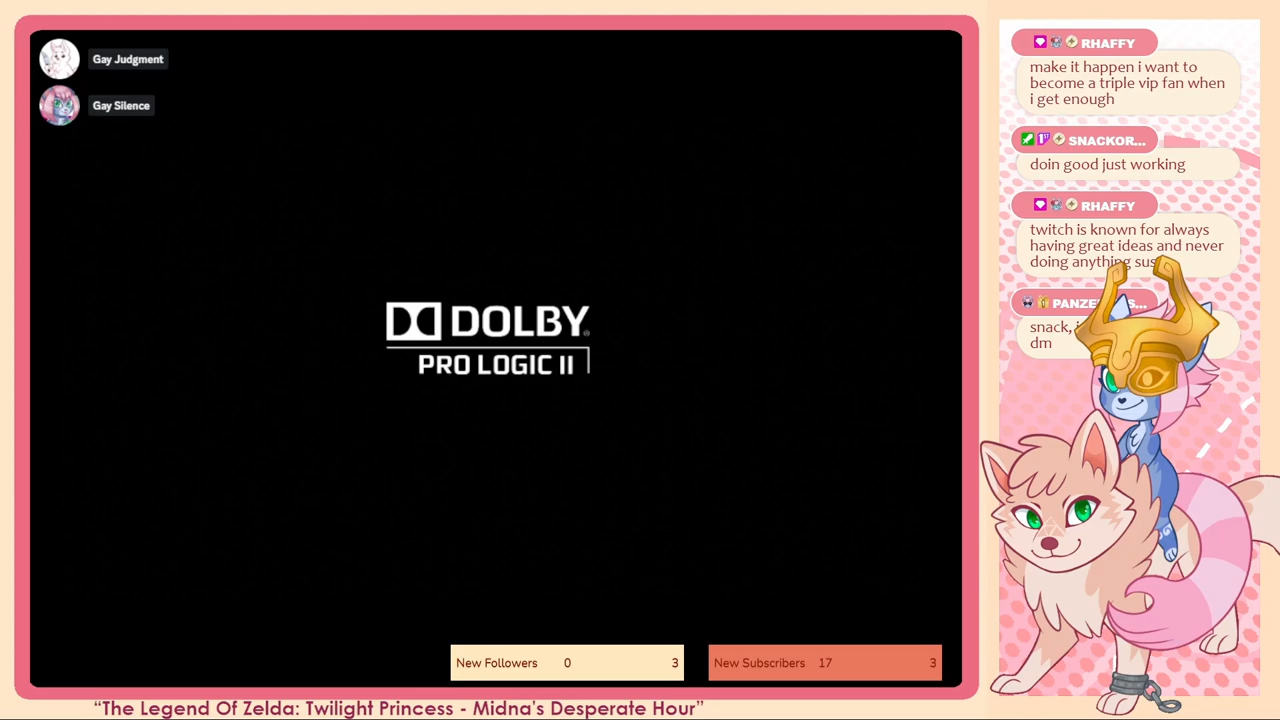 Gay Judgment
Gay Silence
DOLBY
PRO LOGIC II
New Followers 0 3
New Subscribers 17 3
"The Legend Of Zelda: Twilight Princess - Midna's Desperate Hour"
RHAFFY
make it happen i want to
become a triple vip fan when
i get enough
SNACKOR...
doin good just working
RHAFFY
twitch is known for always
having great ideas and never
doing anything sus
snack,
dm